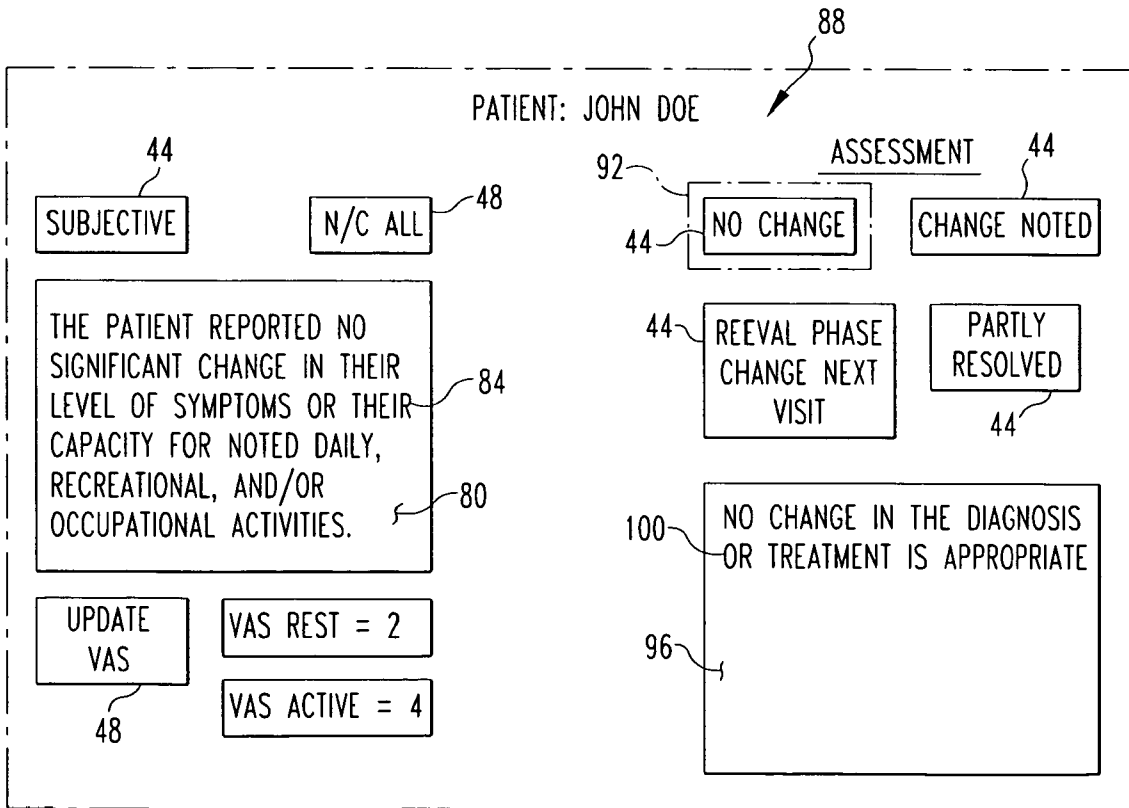 88
PATIENT: JOHN DOE
ASSESSMENT
44
92
44
SUBJECTIVE
N/C ALL
48
44
NO CHANGE
CHANGE NOTED
THE PATIENT REPORTED NO
SIGNIFICANT CHANGE IN THEIR
LEVEL OF SYMPTOMS OR THEIR
84
CAPACITY FOR NOTED DAILY,
RECREATIONAL, AND/OR
80
OCCUPATIONAL ACTIVITIES.
44
REEVAL PHASE
CHANGE NEXT
VISIT
PARTLY
RESOLVED
44
UPDATE
VAS
48
VAS REST = 2
VAS ACTIVE = 4
NO CHANGE IN THE DIAGNOSIS
100
OR TREATMENT IS APPROPRIATE
96